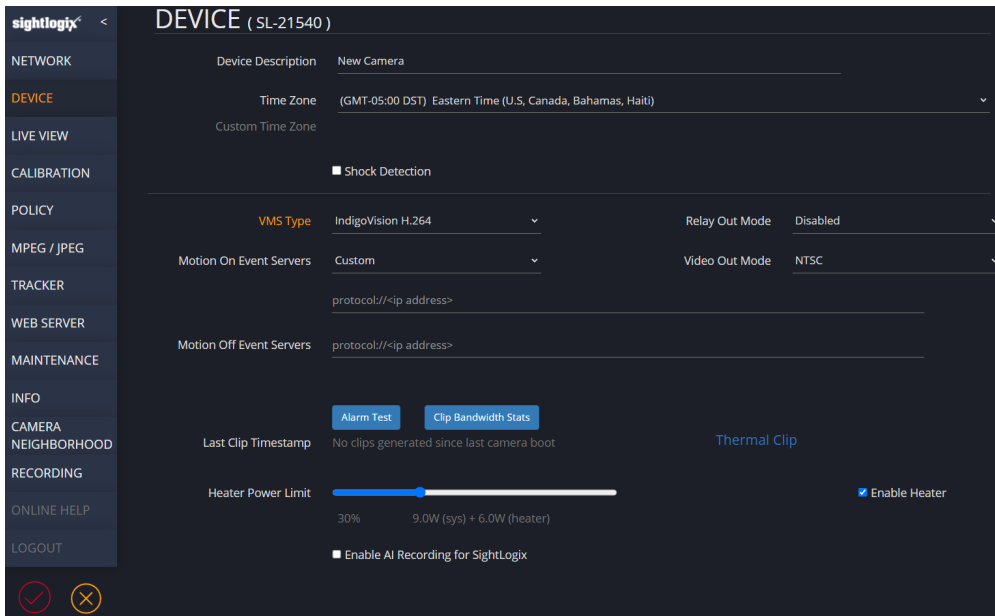 sightlogix <
DEVICE ( SL-21540 )
NETWORK
DEVICE
LIVE VIEW
CALIBRATION
POLICY
MPEG / JPEG
TRACKER
WEB SERVER
MAINTENANCE
INFO
CAMERA
NEIGHBORHOOD
RECORDING
ONLINE HELP
LOGOUT
Device Description New Camera
Time Zone (GMT-05:00 DST) Eastern Time (U.S, Canada, Bahamas, Haiti)
Custom Time Zone
Shock Detection
VMS Type IndigoVision H.264 Relay Out Mode Disabled
Motion On Event Servers Custom Video Out Mode NTSC
protocol://<ip address>
Motion Off Event Servers protocol://<ip address>
Alarm Test Clip Bandwidth Stats
Last Clip Timestamp No clips generated since last camera boot Thermal Clip
Heater Power Limit Enable Heater
30% 9.0W (sys) + 6.0W (heater)
Enable AI Recording for SightLogix